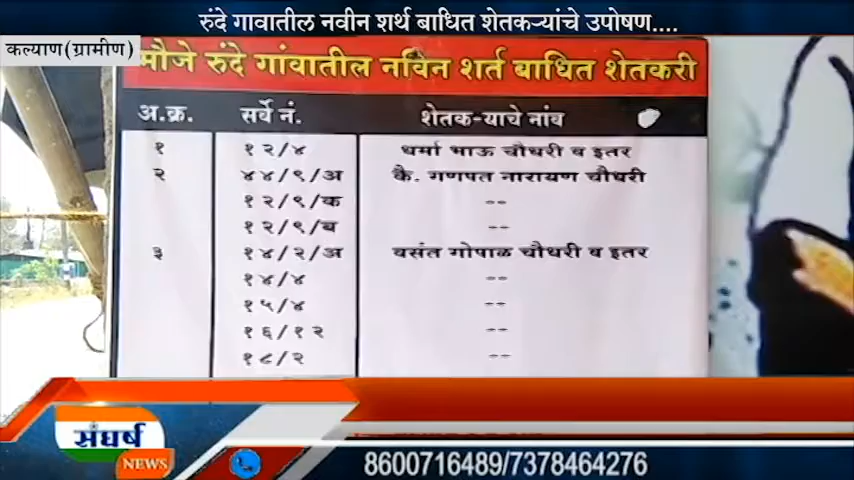 रुंदे गावातील नवीन शर्थ बाधित शेतकऱ्यांचे उपोषण....
कल्याण(ग्रामीण)
मौजे रुंदे गांवातील नविन शर्त बाधित शेतकरी
अ.क्र. सर्वे नं. शेतक-याचे नांव
१ १२/४ धर्मा भाऊ चौधरी व इतर
२ ४४/९/अ कै. गणपत नारायण चौधरी
१२/९/क --
१२/९/ब --
३ १४/२/अ वसंत गोपाळ चौधरी व इतर
१४/४ --
१५/४ --
१६/१२ --
१८/२ --
संघर्ष
NEWS
8600716489/7378464276